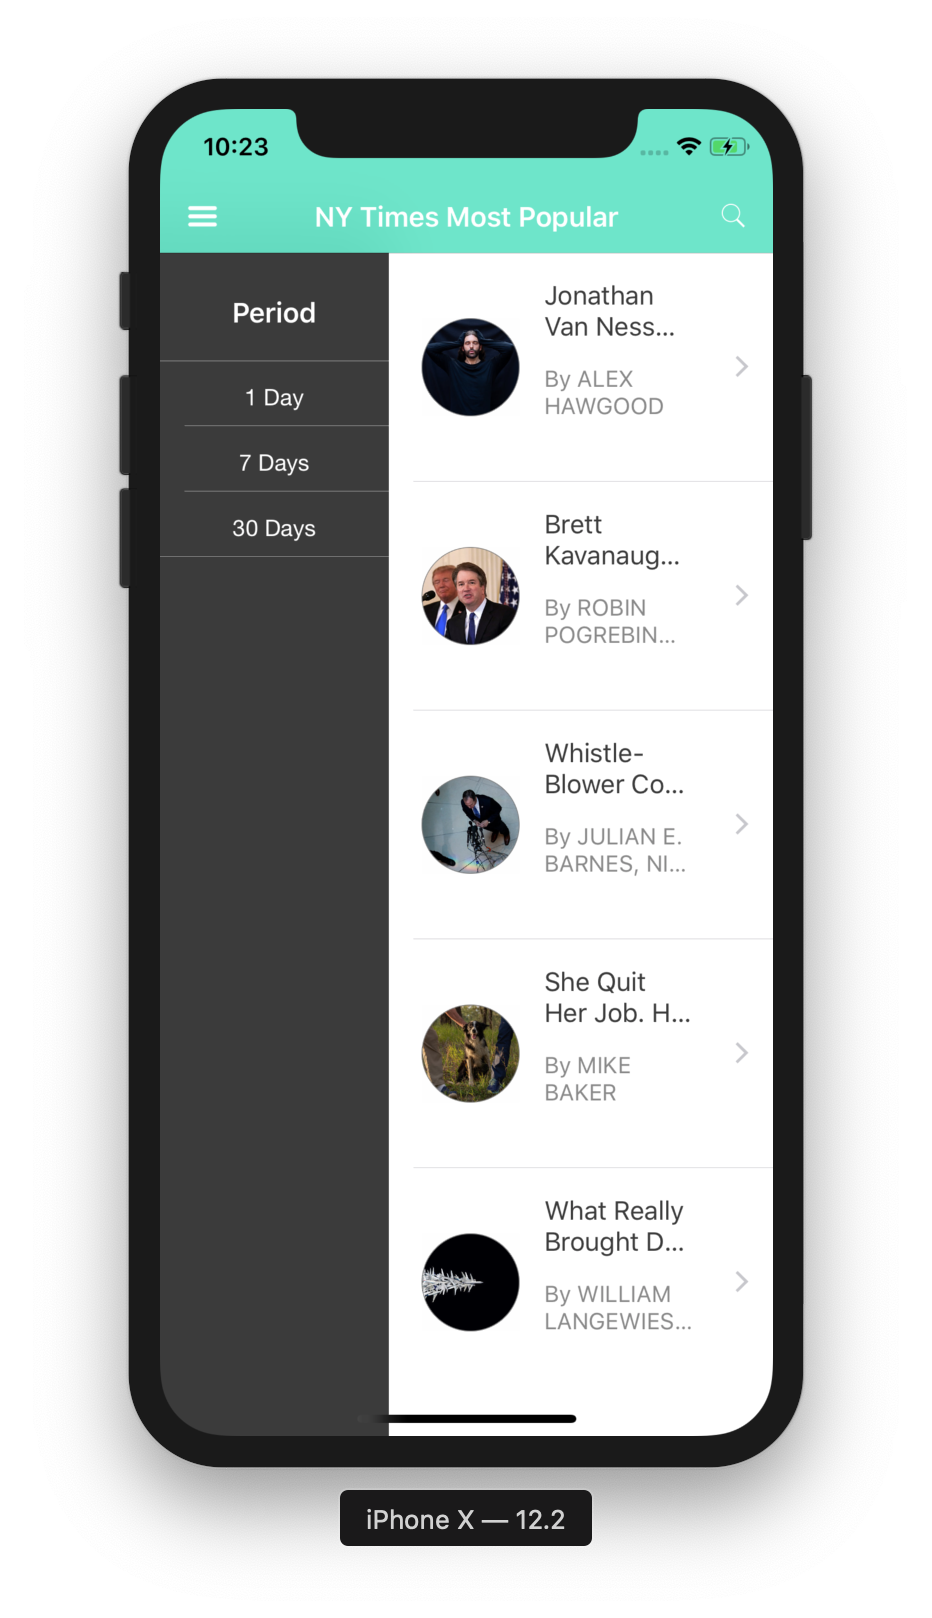 10:23
NY Times Most Popular
Period
1 Day
7 Days
30 Days
Jonathan
Van Ness...
By ALEX
HAWGOOD
Brett
Kavanaug...
By ROBIN
POGREBIN...
Whistle-
Blower Co...
By JULIAN E.
BARNES, NI...
She Quit
Her Job. H...
By MIKE
BAKER
What Really
Brought D...
By WILLIAM
LANGEWIES...
iPhone X — 12.2